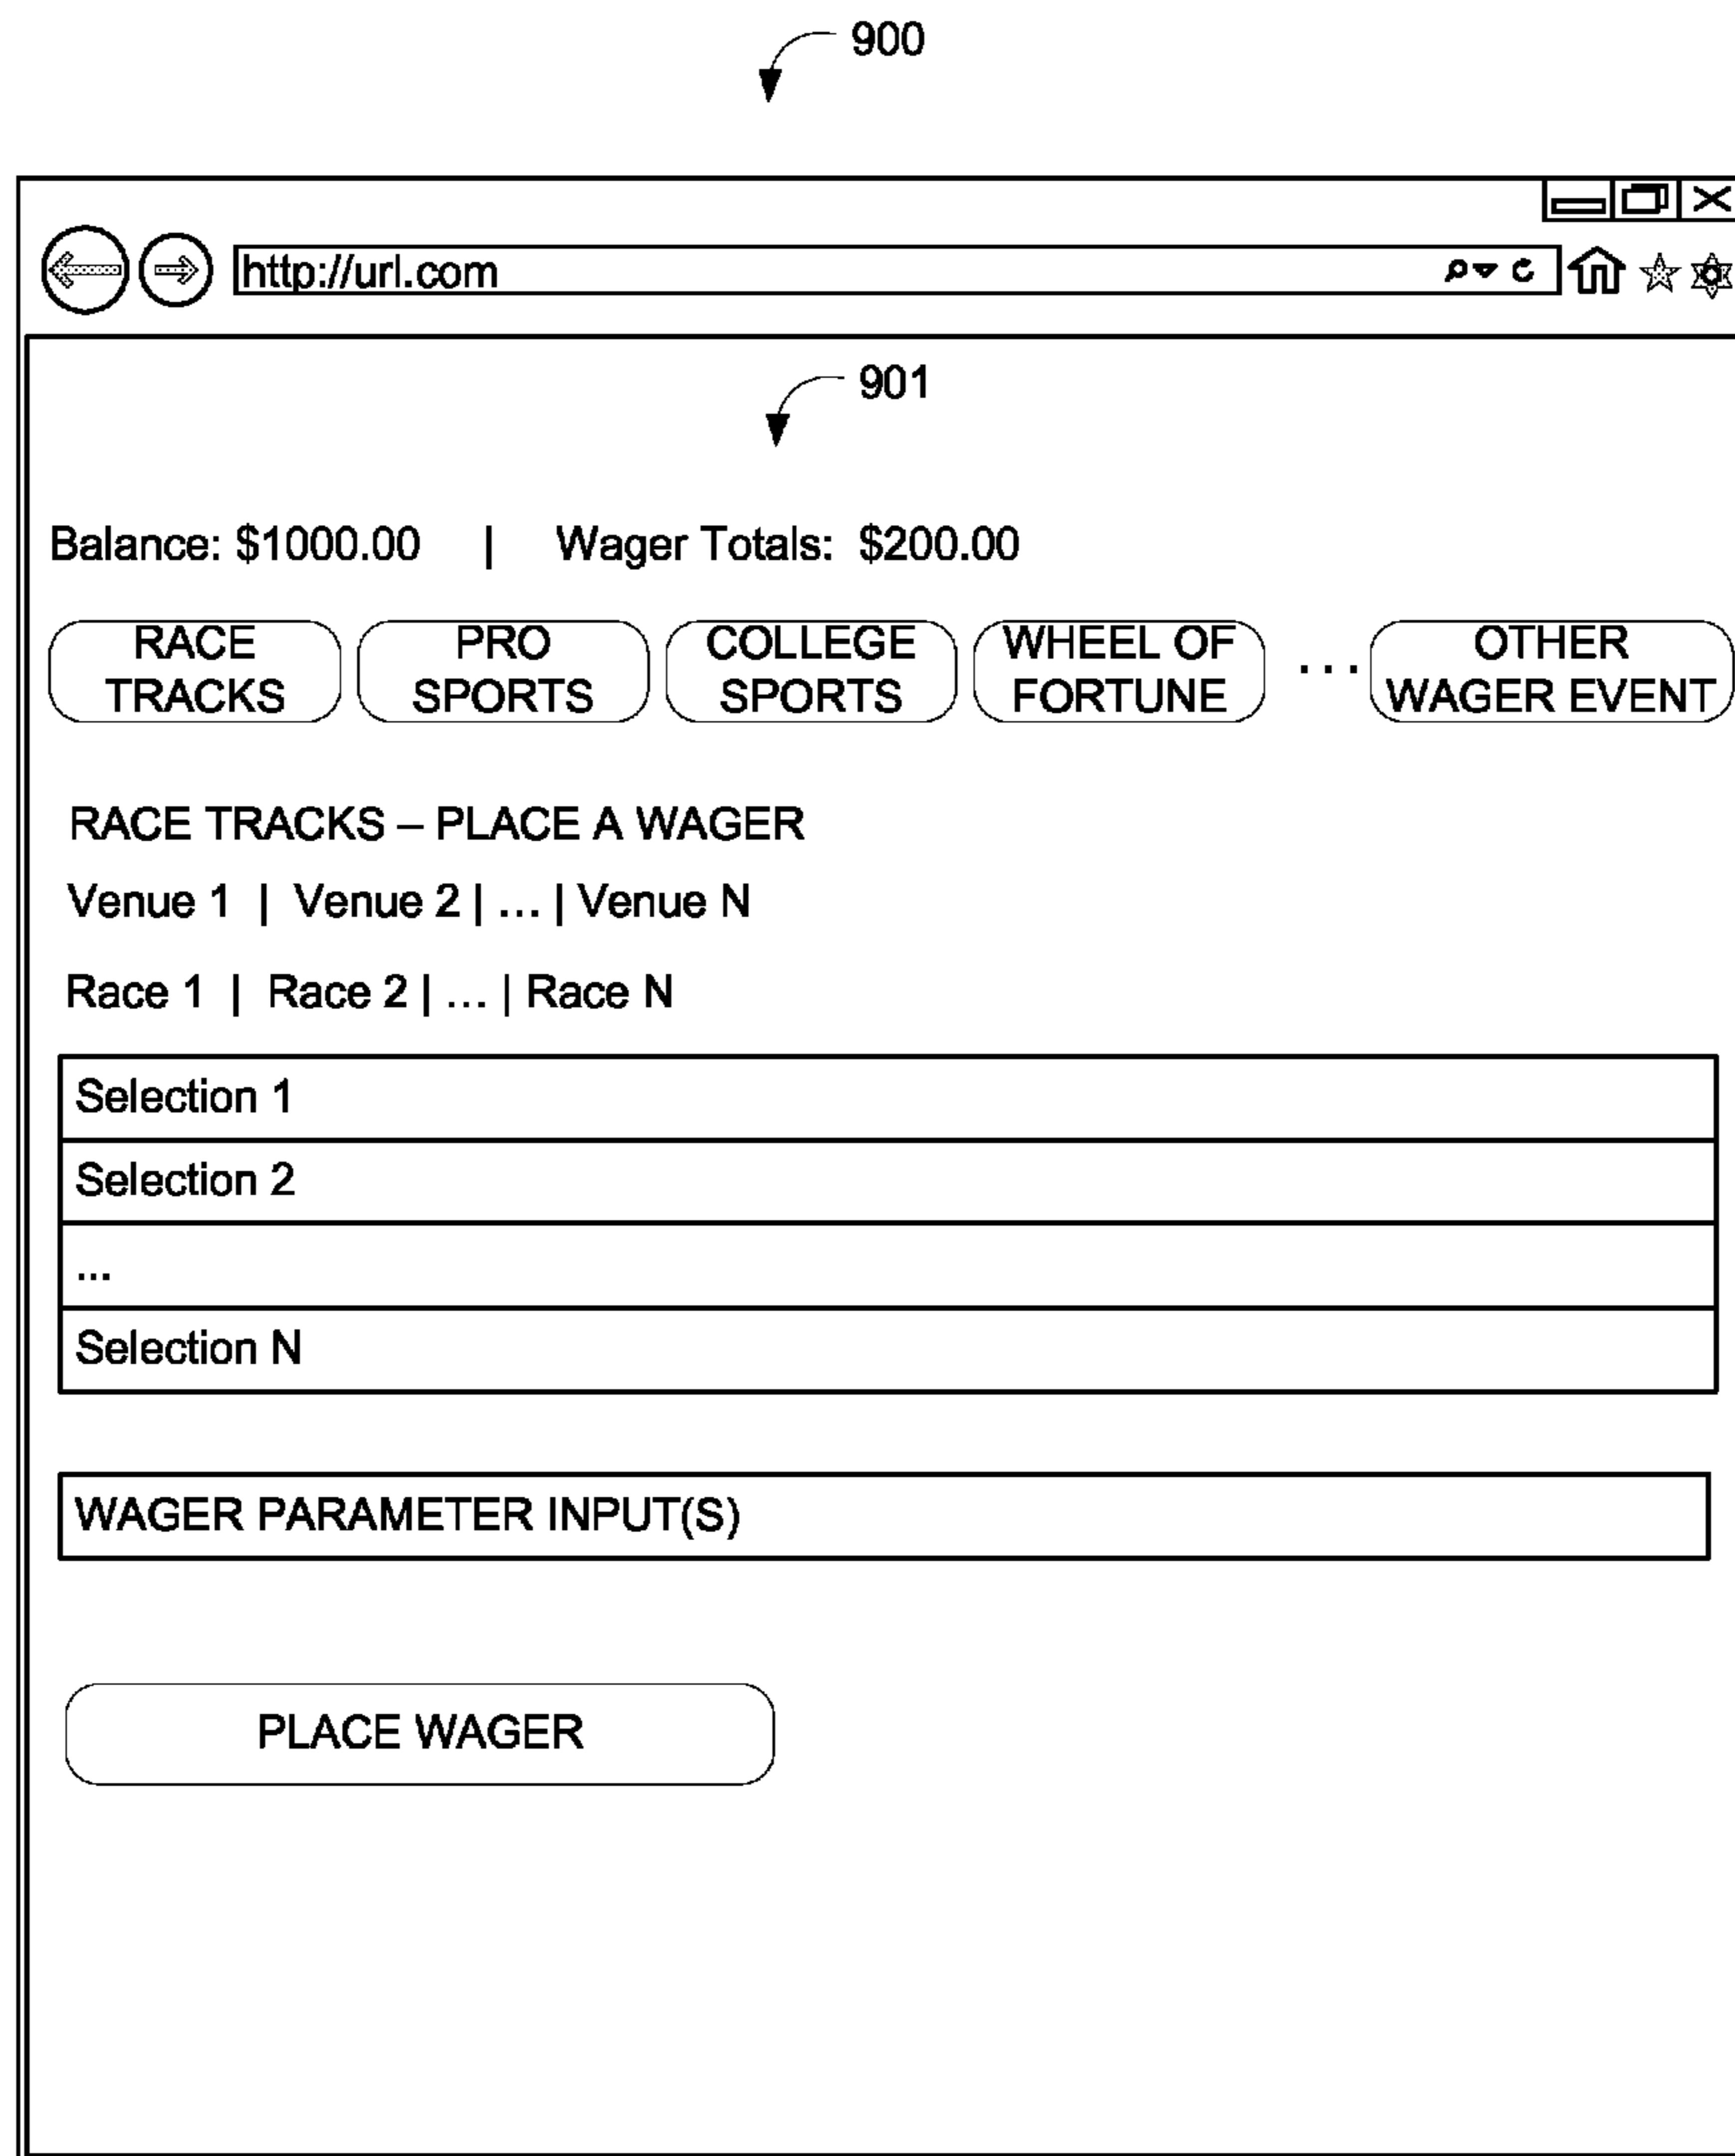 900
http://url.com
901
Balance: $1000.00 | Wager Totals: $200.00
RACE TRACKS
PRO SPORTS
COLLEGE SPORTS
WHEEL OF FORTUNE
...
OTHER WAGER EVENT
RACE TRACKS – PLACE A WAGER
Venue 1 | Venue 2 | ... | Venue N
Race 1 | Race 2 | ... | Race N
Selection 1
Selection 2
...
Selection N
WAGER PARAMETER INPUT(S)
PLACE WAGER